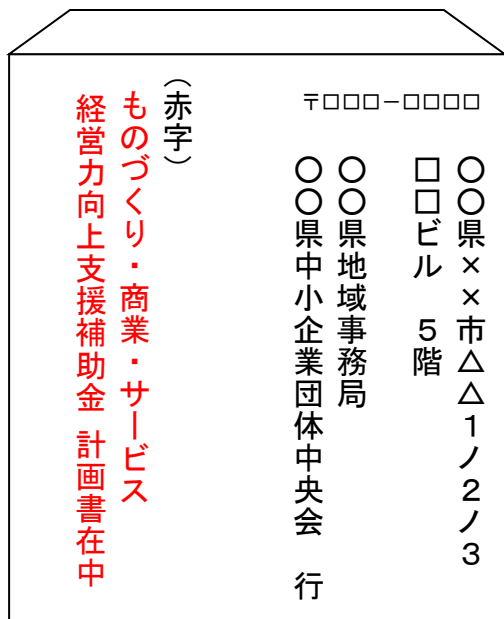 〒□□□－□□□□
○○県××市△△１ノ２ノ３
□□ビル　５階
○○県地域事務局
○○県中小企業団体中央会　行
（赤字）
ものづくり・商業・サービス
経営力向上支援補助金 計画書在中